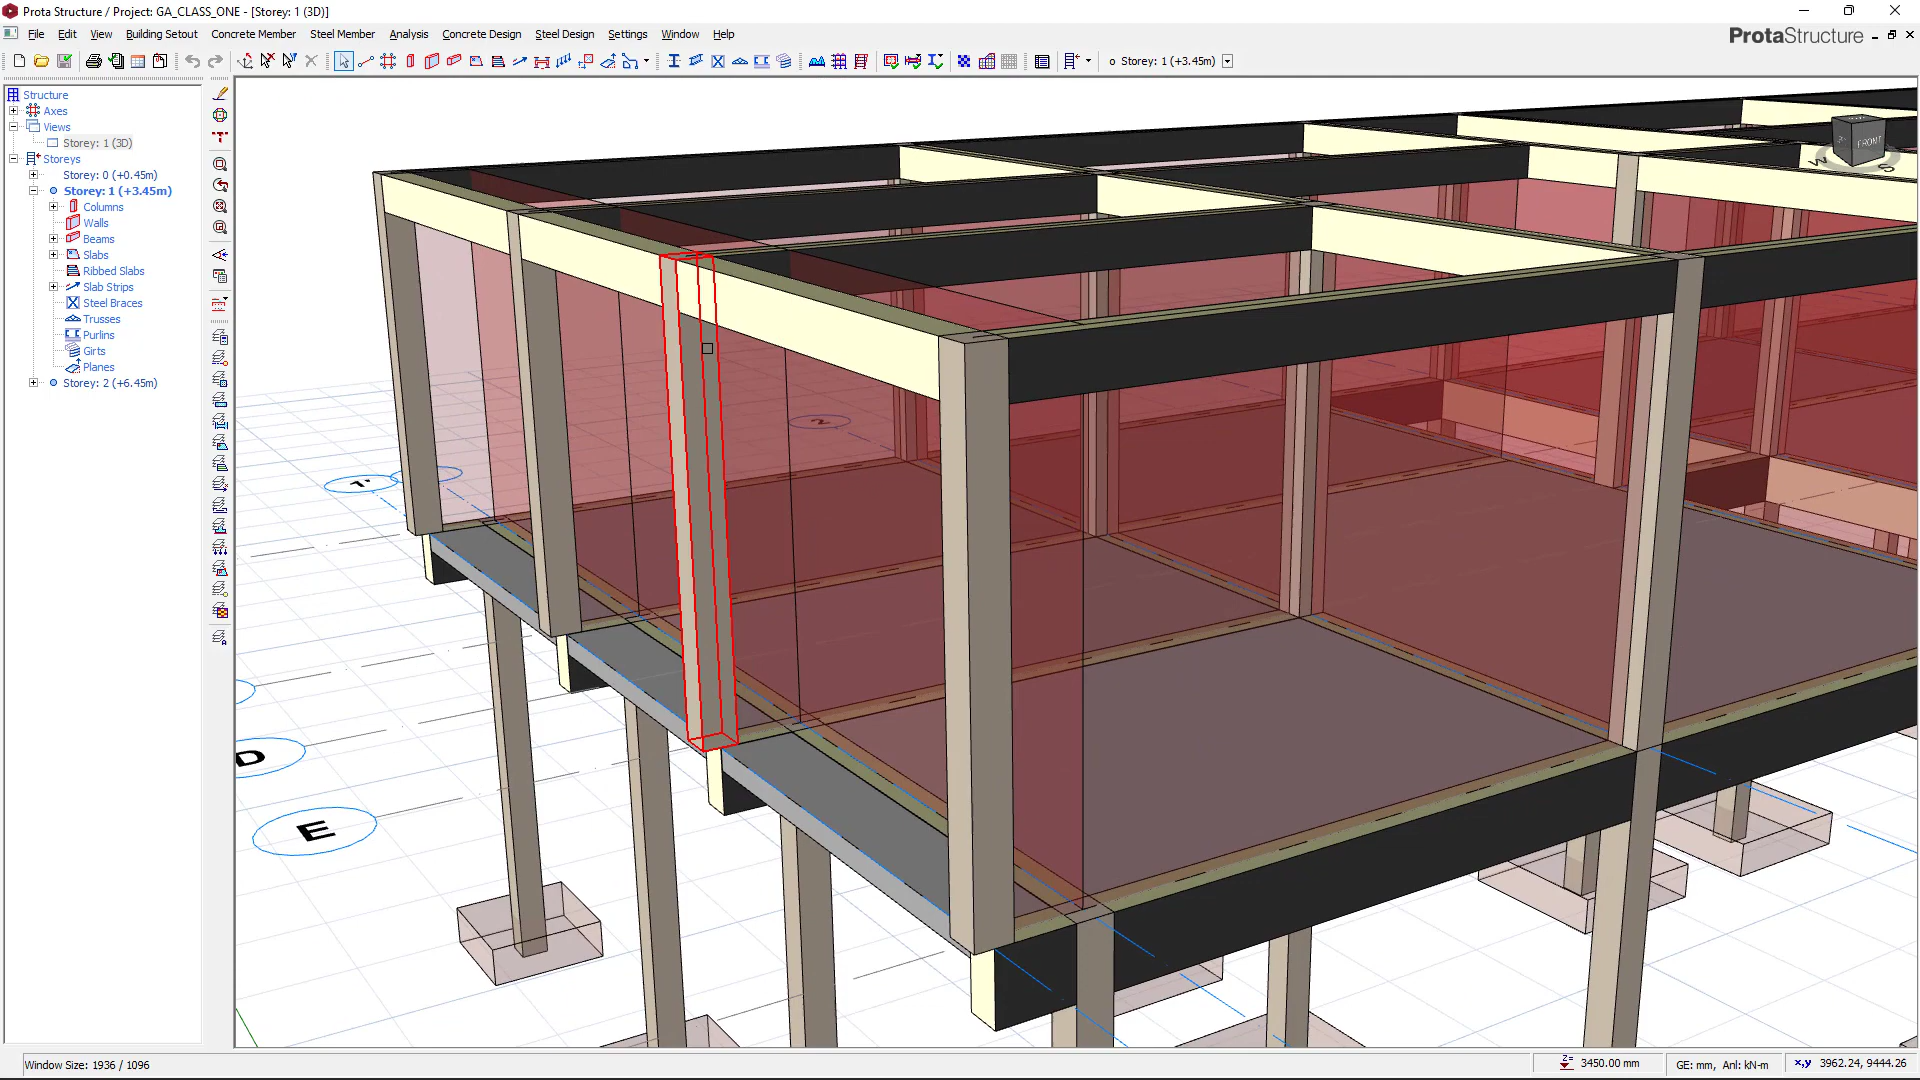 Prota Structure / Project: GA_CLASS_ONE - [Storey: 1 (3D)]
File Edit View Building Setout Concrete Member Steel Member Analysis Concrete Design Steel Design Settings Window Help
ProtaStructure
o Storey: 1 (+3.45m)
Structure
Axes
Views
Storey: 1 (3D)
Storeys
Storey: 0 (+0.45m)
Storey: 1 (+3.45m)
Columns
Walls
Beams
Slabs
Ribbed Slabs
Slab Strips
Steel Braces
Trusses
Purlins
Girts
Planes
Storey: 2 (+6.45m)
FRONT
W
S
2
1'
D
E
Window Size: 1936 / 1096
Z= 3450.00 mm
GE: mm, Anl: kN-m
x,y 3962.24, 9444.26